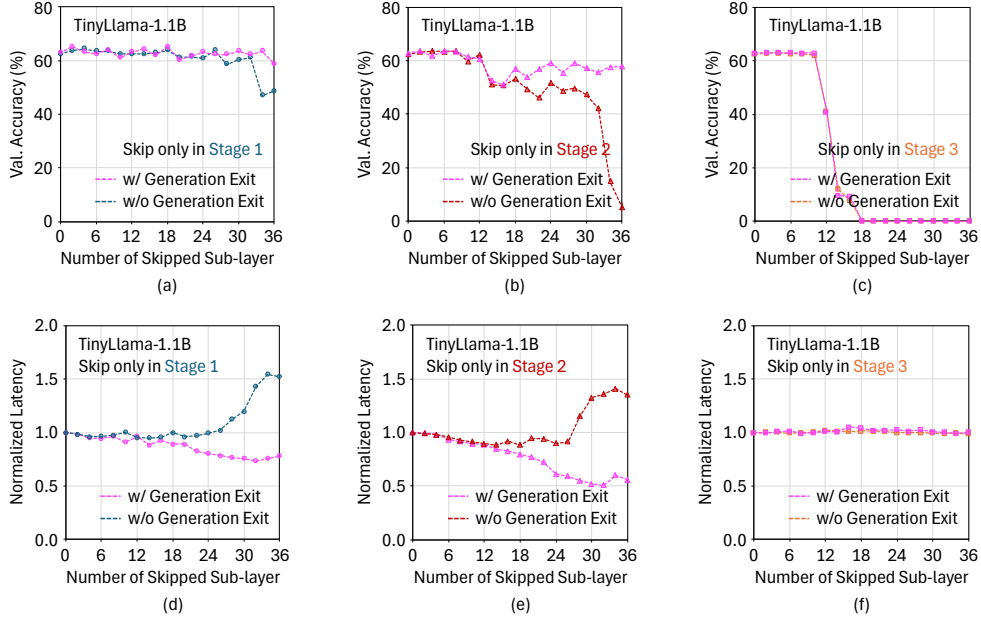 80
60
40
20
0
Val. Accuracy (%)
TinyLlama-1.1B
Skip only in Stage 1
w/ Generation Exit
w/o Generation Exit
0 6 12 18 24 30 36
Number of Skipped Sub-layer
(a)
80
60
40
20
0
Val. Accuracy (%)
TinyLlama-1.1B
Skip only in Stage 2
w/ Generation Exit
w/o Generation Exit
0 6 12 18 24 30 36
Number of Skipped Sub-layer
(b)
80
60
40
20
0
Val. Accuracy (%)
TinyLlama-1.1B
Skip only in Stage 3
w/ Generation Exit
w/o Generation Exit
0 6 12 18 24 30 36
Number of Skipped Sub-layer
(c)
2.0
1.5
1.0
0.5
0.0
Normalized Latency
TinyLlama-1.1B
Skip only in Stage 1
w/ Generation Exit
w/o Generation Exit
0 6 12 18 24 30 36
Number of Skipped Sub-layer
(d)
2.0
1.5
1.0
0.5
0.0
Normalized Latency
TinyLlama-1.1B
Skip only in Stage 2
w/ Generation Exit
w/o Generation Exit
0 6 12 18 24 30 36
Number of Skipped Sub-layer
(e)
2.0
1.5
1.0
0.5
0.0
Normalized Latency
TinyLlama-1.1B
Skip only in Stage 3
w/ Generation Exit
w/o Generation Exit
0 6 12 18 24 30 36
Number of Skipped Sub-layer
(f)